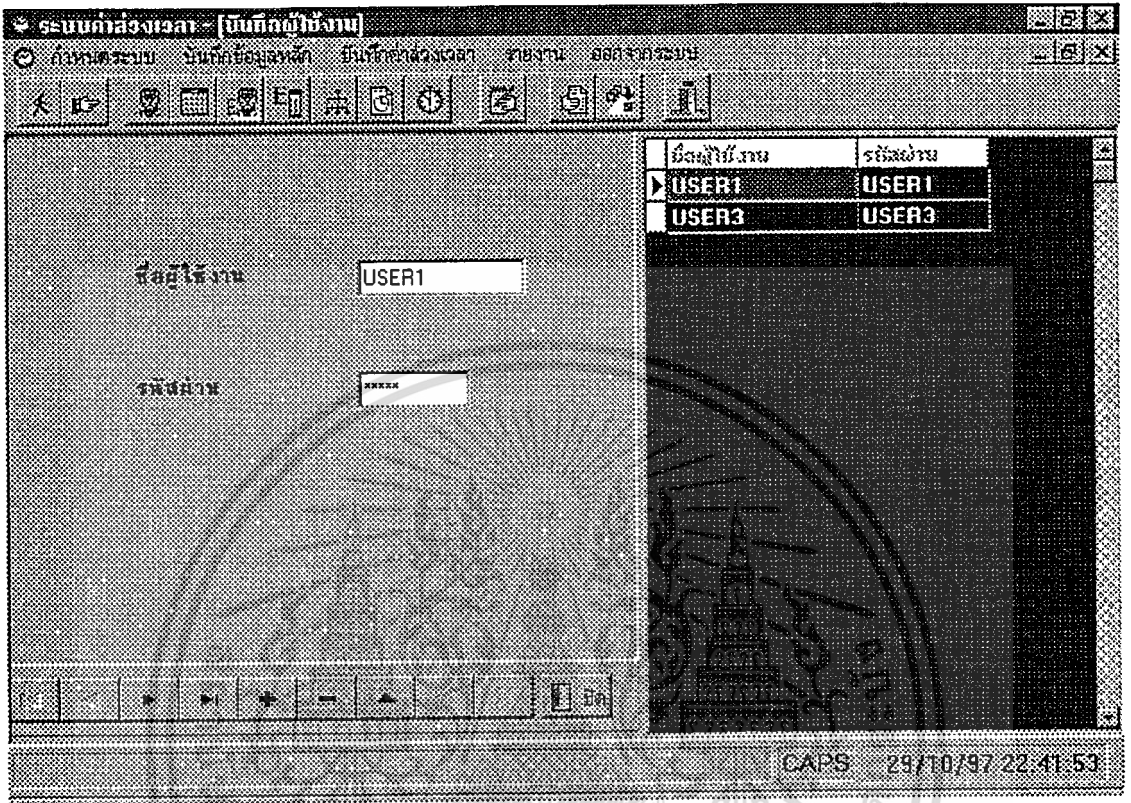 ระบบค่าล่วงเวลา - [บันทึกผู้ใช้งาน]
กำหนดระบบ บันทึกข้อมูลหลัก บันทึกค่าล่วงเวลา รายงาน ออกจากระบบ
ชื่อผู้ใช้งาน รหัสผ่าน
USER1 USER1
USER3 USER3
ชื่อผู้ใช้งาน USER1
รหัสผ่าน *****
ปิด
CAPS 29/10/97 22:41:53